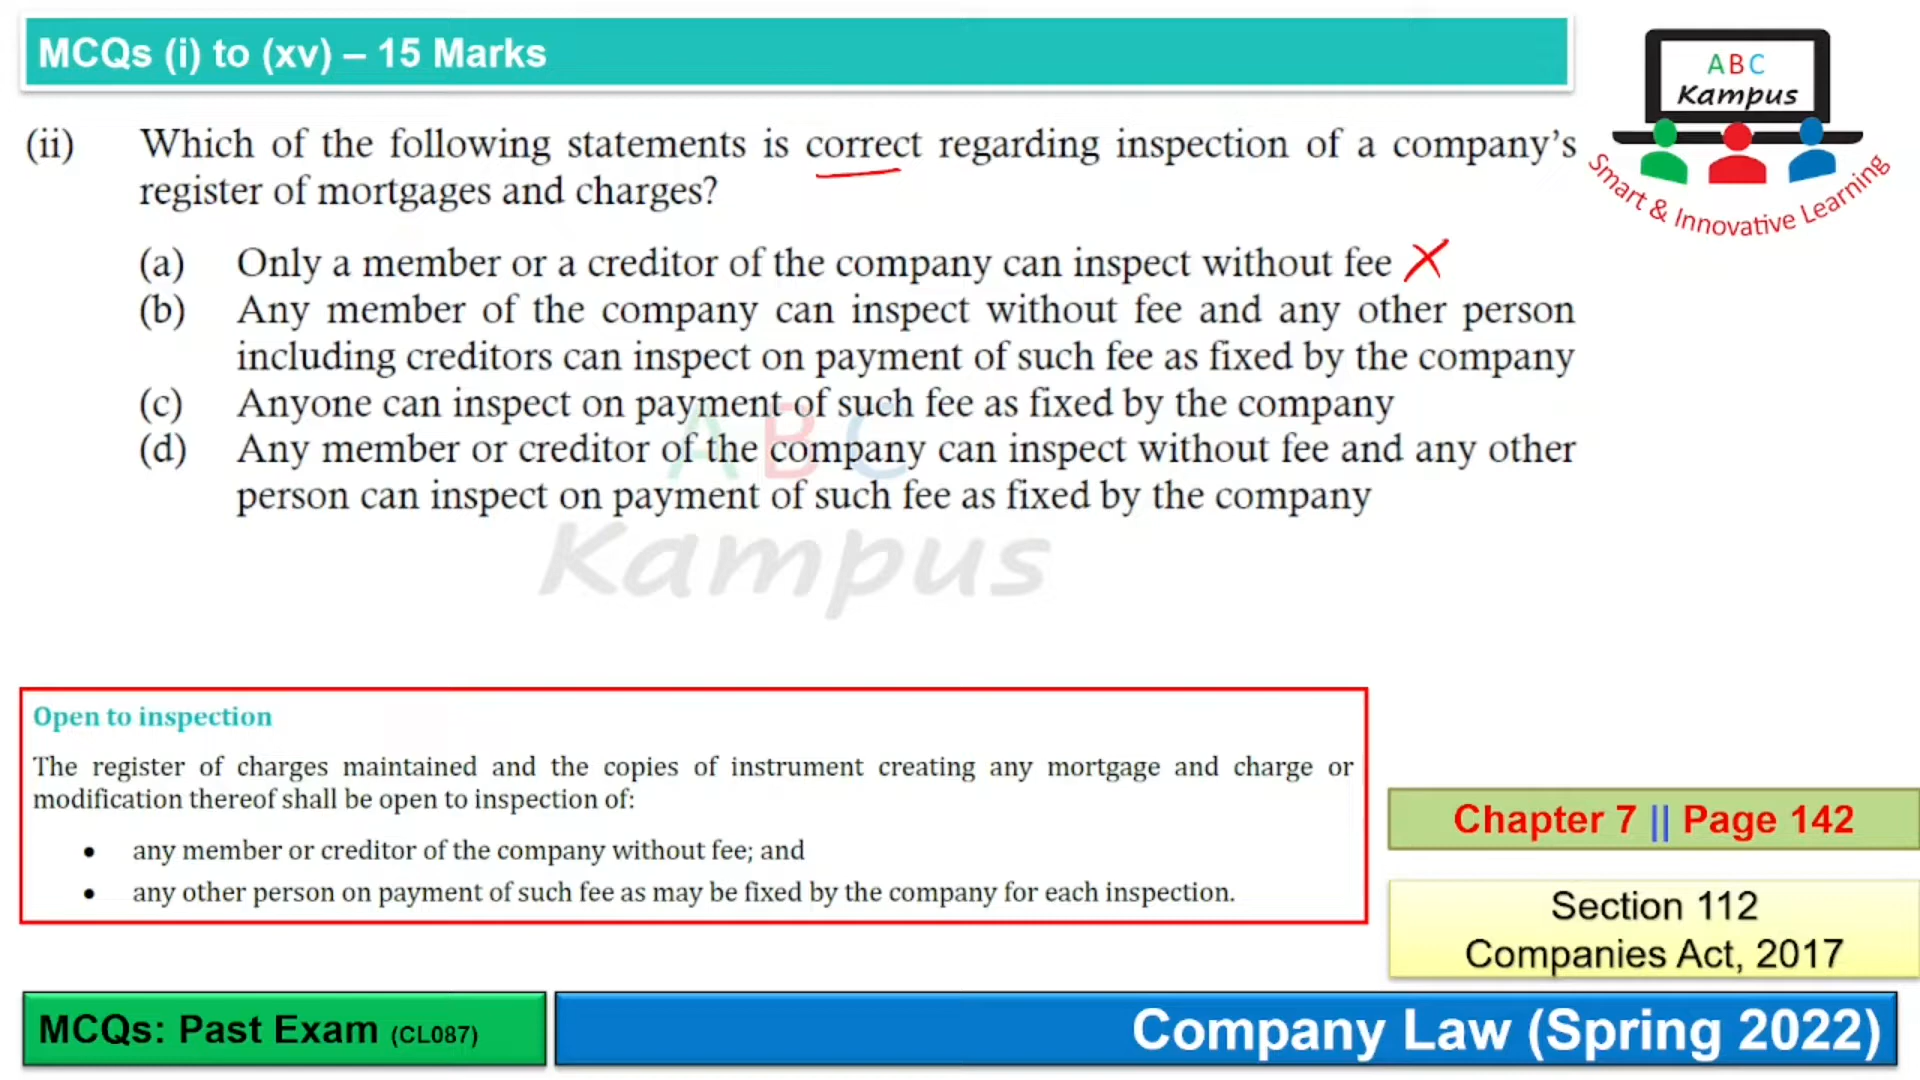 MCQs (i) to (xv) – 15 Marks
ABC
Kampus
Smart & Innovative Learning
(ii) Which of the following statements is correct regarding inspection of a company’s
register of mortgages and charges?
(a) Only a member or a creditor of the company can inspect without fee
(b) Any member of the company can inspect without fee and any other person
including creditors can inspect on payment of such fee as fixed by the company
(c) Anyone can inspect on payment of such fee as fixed by the company
(d) Any member or creditor of the company can inspect without fee and any other
person can inspect on payment of such fee as fixed by the company
ABC
Kampus
Open to inspection
The register of charges maintained and the copies of instrument creating any mortgage and charge or
modification thereof shall be open to inspection of:
• any member or creditor of the company without fee; and
• any other person on payment of such fee as may be fixed by the company for each inspection.
Chapter 7 || Page 142
Section 112
Companies Act, 2017
MCQs: Past Exam (CL087)
Company Law (Spring 2022)